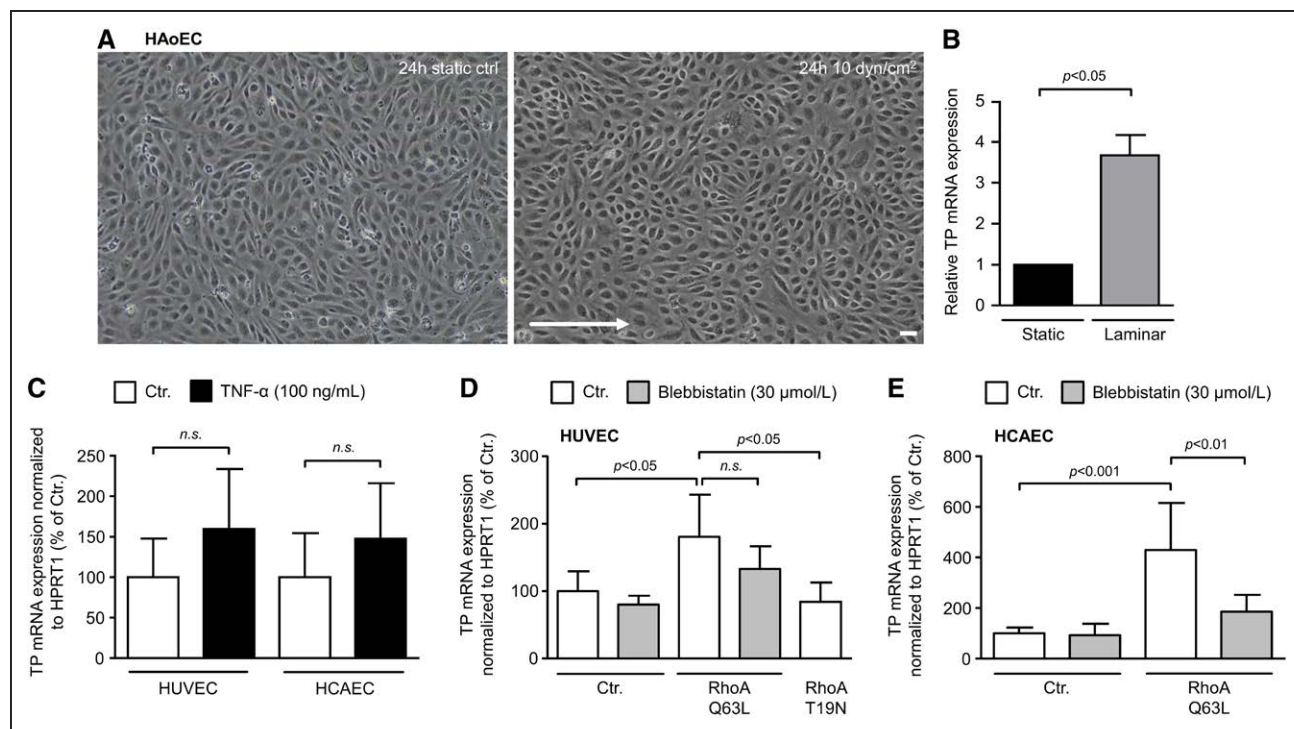 A HAoEC
24h static ctrl
24h 10 dyn/cm²
B
p<0.05
Relative TP mRNA expression
5
4
3
2
1
0
Static Laminar
C Ctr. TNF-α (100 ng/mL)
TP mRNA expression normalized
to HPRT1 (% of Ctr.)
n.s. n.s.
250
200
150
100
50
0
HUVEC HCAEC
D Ctr. Blebbistatin (30 µmol/L)
HUVEC
TP mRNA expression
normalized to HPRT1 (% of Ctr.)
p<0.05
p<0.05 n.s.
300
200
100
0
Ctr. RhoA RhoA
Q63L T19N
E Ctr. Blebbistatin (30 µmol/L)
HCAEC
TP mRNA expression
normalized to HPRT1 (% of Ctr.)
p<0.01
p<0.001
800
600
400
200
0
Ctr. RhoA
Q63L